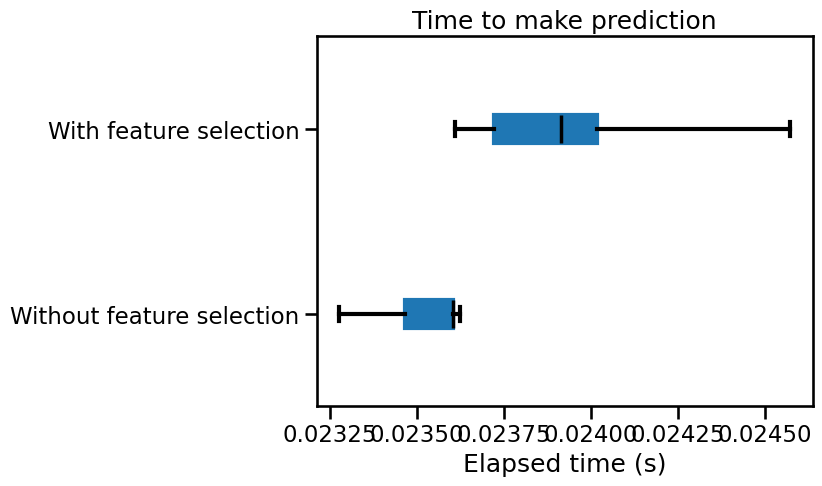 Time to make prediction
With feature selection
Without feature selection
0.02325 0.02350 0.02375 0.02400 0.02425 0.02450
Elapsed time (s)